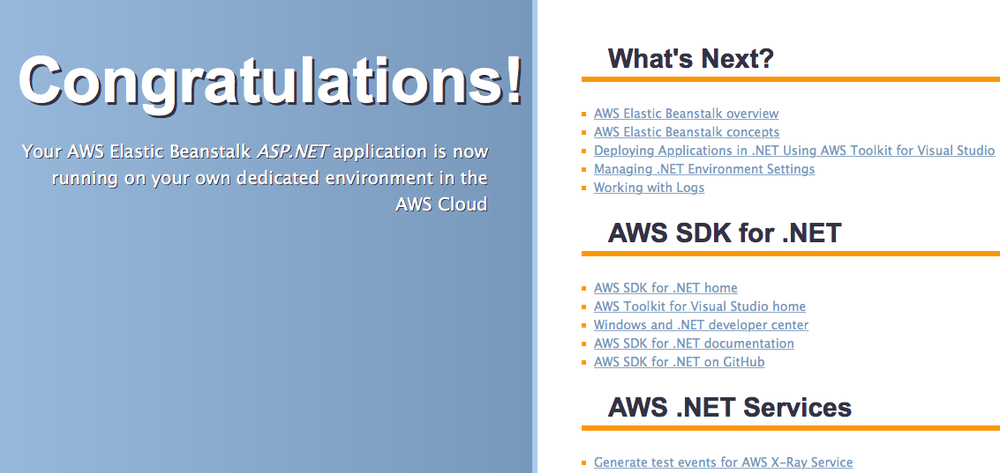 Congratulations!
Your AWS Elastic Beanstalk ASP.NET application is now
running on your own dedicated environment in the
AWS Cloud
What's Next?
AWS Elastic Beanstalk overview
AWS Elastic Beanstalk concepts
Deploying Applications in .NET Using AWS Toolkit for Visual Studio
Managing .NET Environment Settings
Working with Logs
AWS SDK for .NET
AWS SDK for .NET home
AWS Toolkit for Visual Studio home
Windows and .NET developer center
AWS SDK for .NET documentation
AWS SDK for .NET on GitHub
AWS .NET Services
Generate test events for AWS X-Ray Service